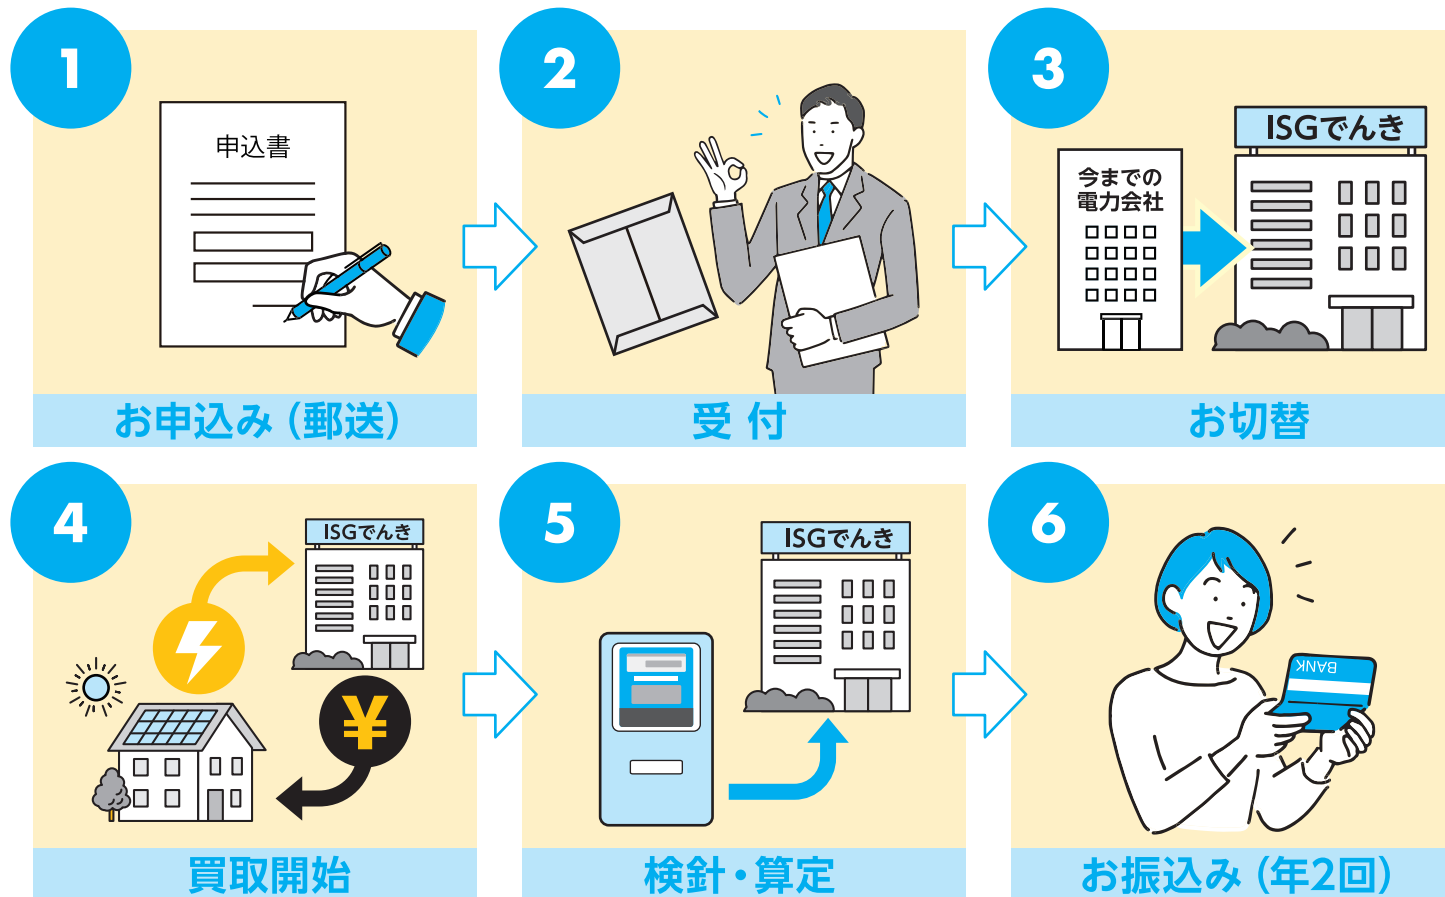 1
申込書
お申込み（郵送）
2
受 付
3
今までの
電力会社
ISGでんき
お切替
4
ISGでんき
¥
買取開始
5
ISGでんき
検針・算定
6
BANK
お振込み（年2回）